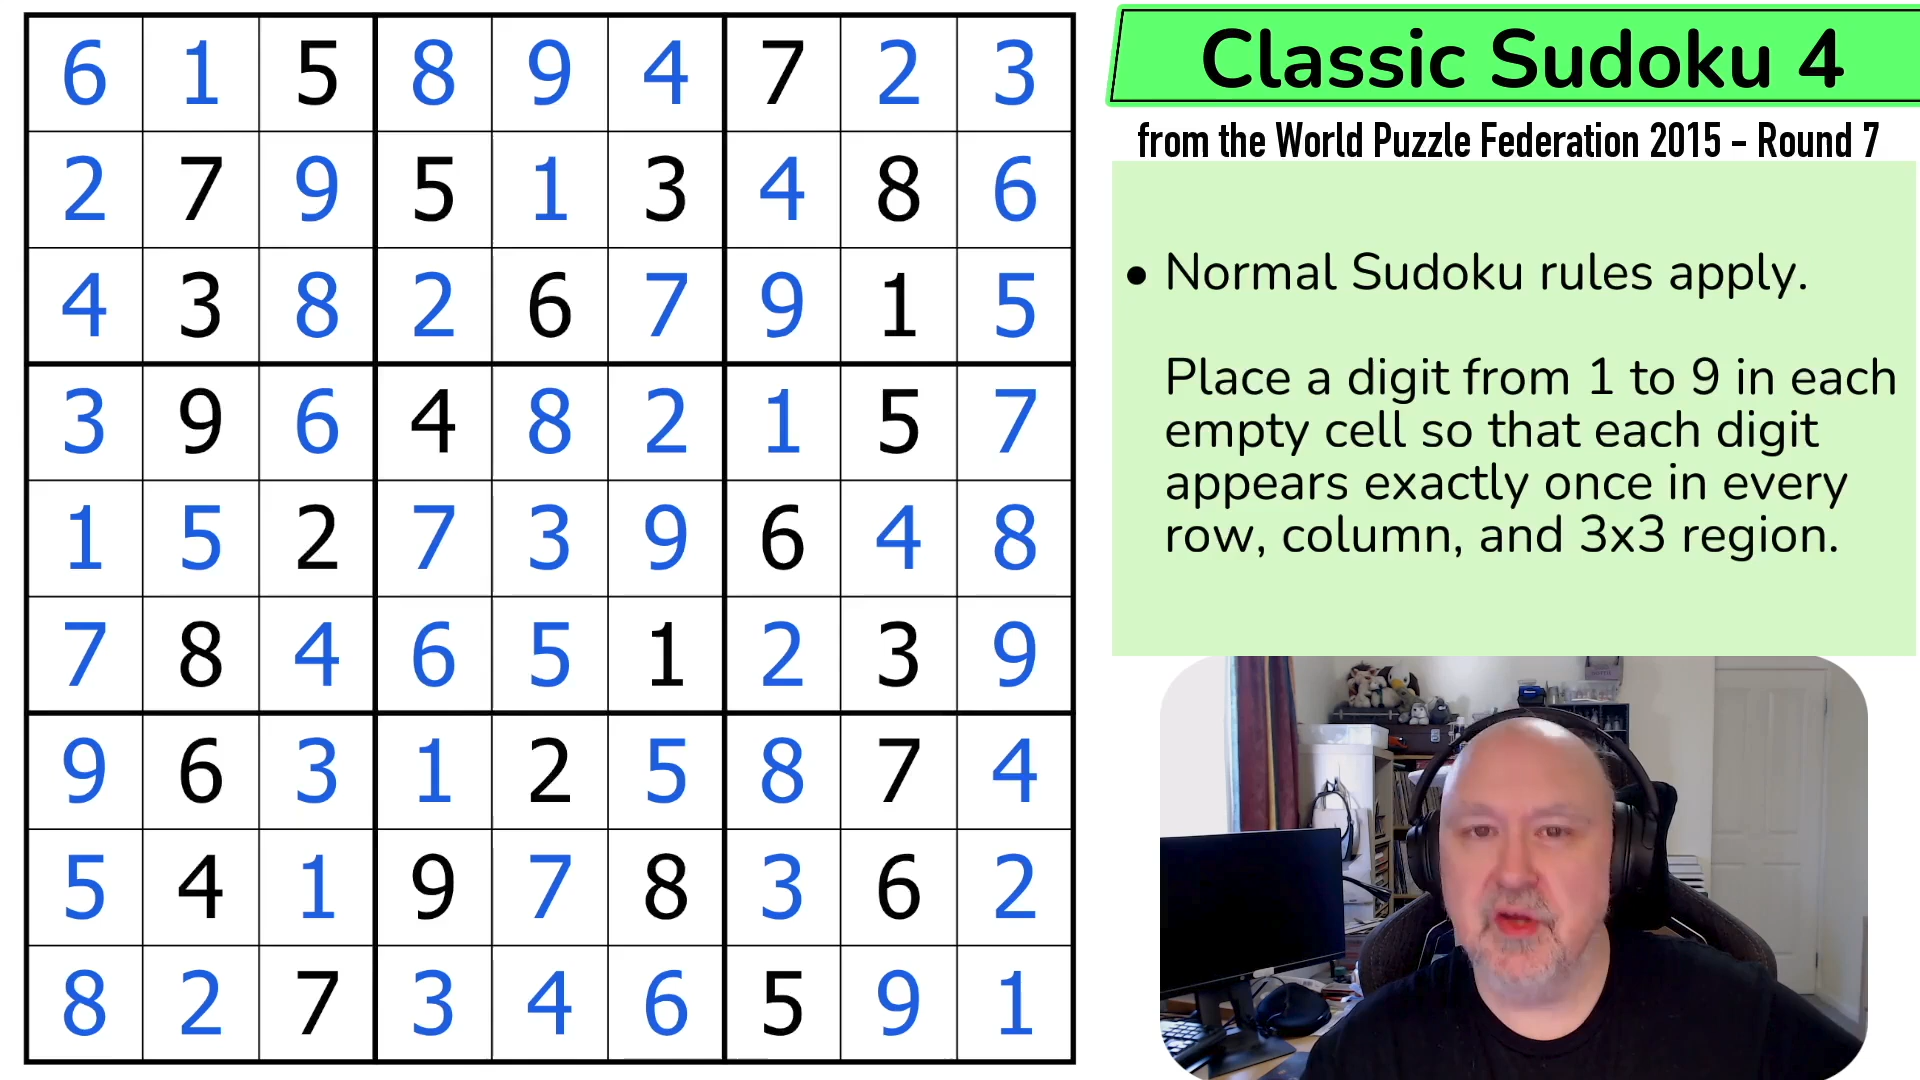 6 1 5 8 9 4 7 2 3
2 7 9 5 1 3 4 8 6
4 3 8 2 6 7 9 1 5
3 9 6 4 8 2 1 5 7
1 5 2 7 3 9 6 4 8
7 8 4 6 5 1 2 3 9
9 6 3 1 2 5 8 7 4
5 4 1 9 7 8 3 6 2
8 2 7 3 4 6 5 9 1
Classic Sudoku 4
from the World Puzzle Federation 2015 - Round 7
• Normal Sudoku rules apply.
Place a digit from 1 to 9 in each
empty cell so that each digit
appears exactly once in every
row, column, and 3x3 region.